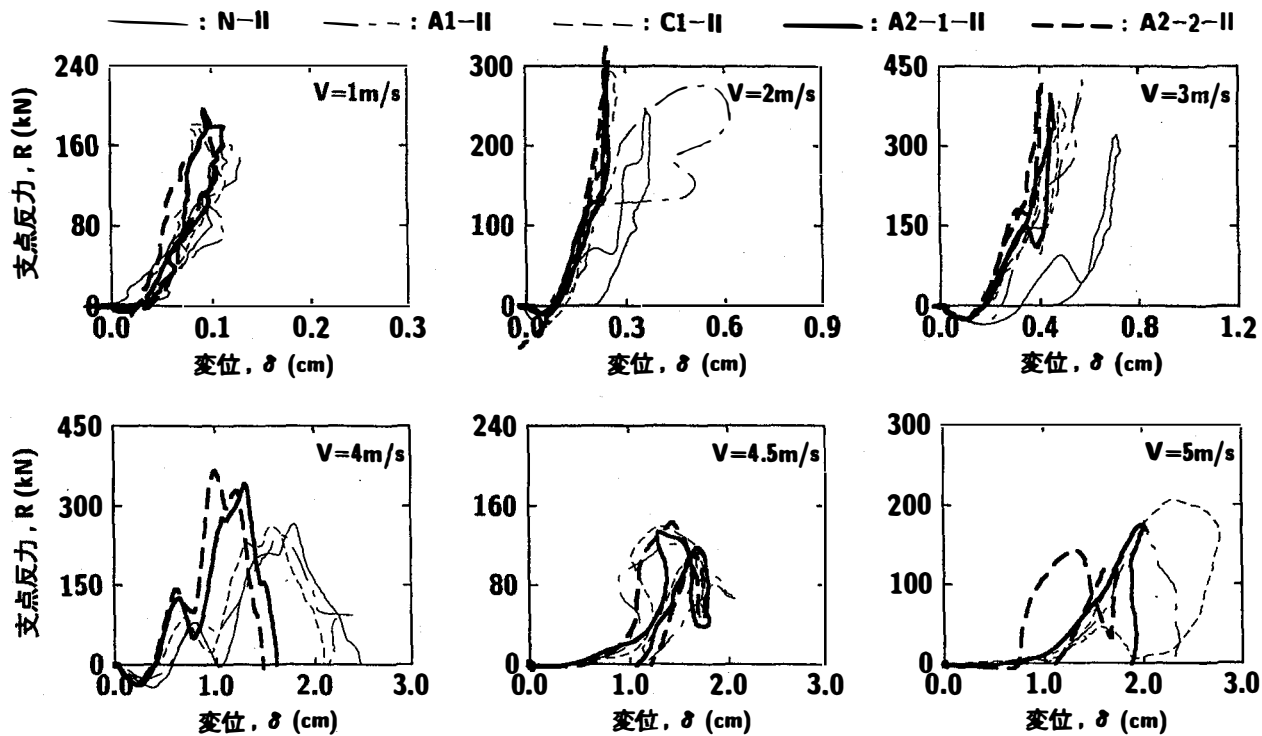 : N-II : A1-II : C1-II : A2-1-II : A2-2-II
支点反力, R (kN)
240
160
80
0
V=1m/s
0.0 0.1 0.2 0.3
変位, δ (cm)
300
200
100
0
V=2m/s
0.0 0.3 0.6 0.9
変位, δ (cm)
450
300
150
0
V=3m/s
0.0 0.4 0.8 1.2
変位, δ (cm)
支点反力, R (kN)
450
300
150
0
V=4m/s
0.0 1.0 2.0 3.0
変位, δ (cm)
240
160
80
0
V=4.5m/s
0.0 1.0 2.0 3.0
変位, δ (cm)
300
200
100
0
V=5m/s
0.0 1.0 2.0 3.0
変位, δ (cm)